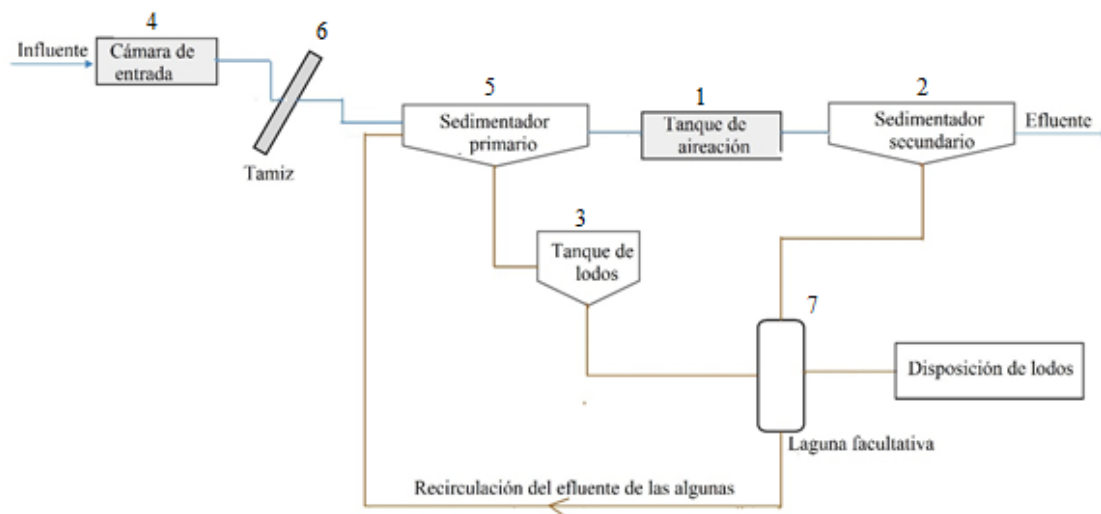 4
6
Influente
Cámara de
entrada
5
1
2
Sedimentador
primario
Tanque de
aireación
Sedimentador
secundario
Efluente
Tamiz
3
Tanque de
lodos
7
Disposición de lodos
Laguna facultativa
Recirculación del efluente de las algunas